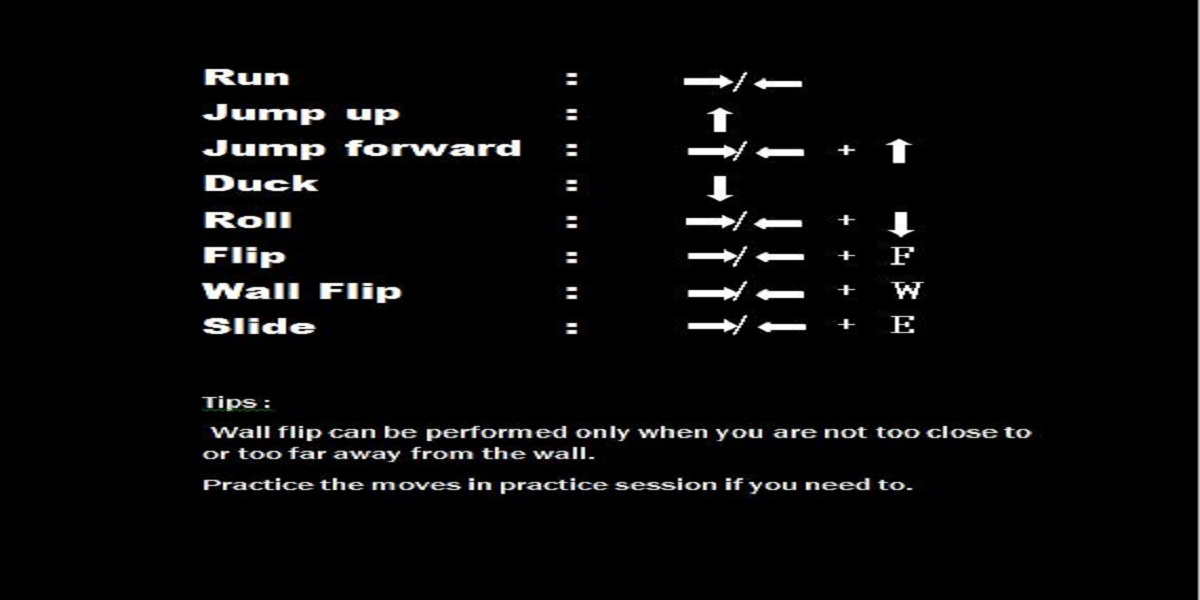 Run : →/←
Jump up : ↑
Jump forward : →/← + ↑
Duck : ↓
Roll : →/← + ↓
Flip : →/← + F
Wall Flip : →/← + W
Slide : →/← + E
Tips :
Wall flip can be performed only when you are not too close to
or too far away from the wall.
Practice the moves in practice session if you need to.